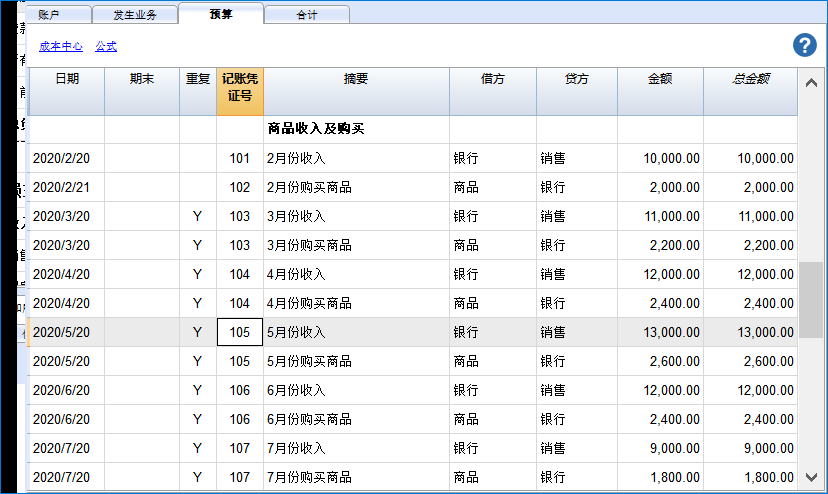 账户 发生业务 预算 合计
成本中心 公式 ?
日期 期末 重复 记账凭证号 摘要 借方 贷方 金额 总金额
商品收入及购买
2020/2/20 101 2月份收入 银行 销售 10,000.00 10,000.00
2020/2/21 102 2月份购买商品 商品 银行 2,000.00 2,000.00
2020/3/20 Y 103 3月份收入 银行 销售 11,000.00 11,000.00
2020/3/20 Y 103 3月份购买商品 商品 银行 2,200.00 2,200.00
2020/4/20 Y 104 4月份收入 银行 销售 12,000.00 12,000.00
2020/4/20 Y 104 4月份购买商品 商品 银行 2,400.00 2,400.00
2020/5/20 Y 105 5月份收入 银行 销售 13,000.00 13,000.00
2020/5/20 Y 105 5月份购买商品 商品 银行 2,600.00 2,600.00
2020/6/20 Y 106 6月份收入 银行 销售 12,000.00 12,000.00
2020/6/20 Y 106 6月份购买商品 商品 银行 2,400.00 2,400.00
2020/7/20 Y 107 7月份收入 银行 销售 9,000.00 9,000.00
2020/7/20 Y 107 7月份购买商品 商品 银行 1,800.00 1,800.00